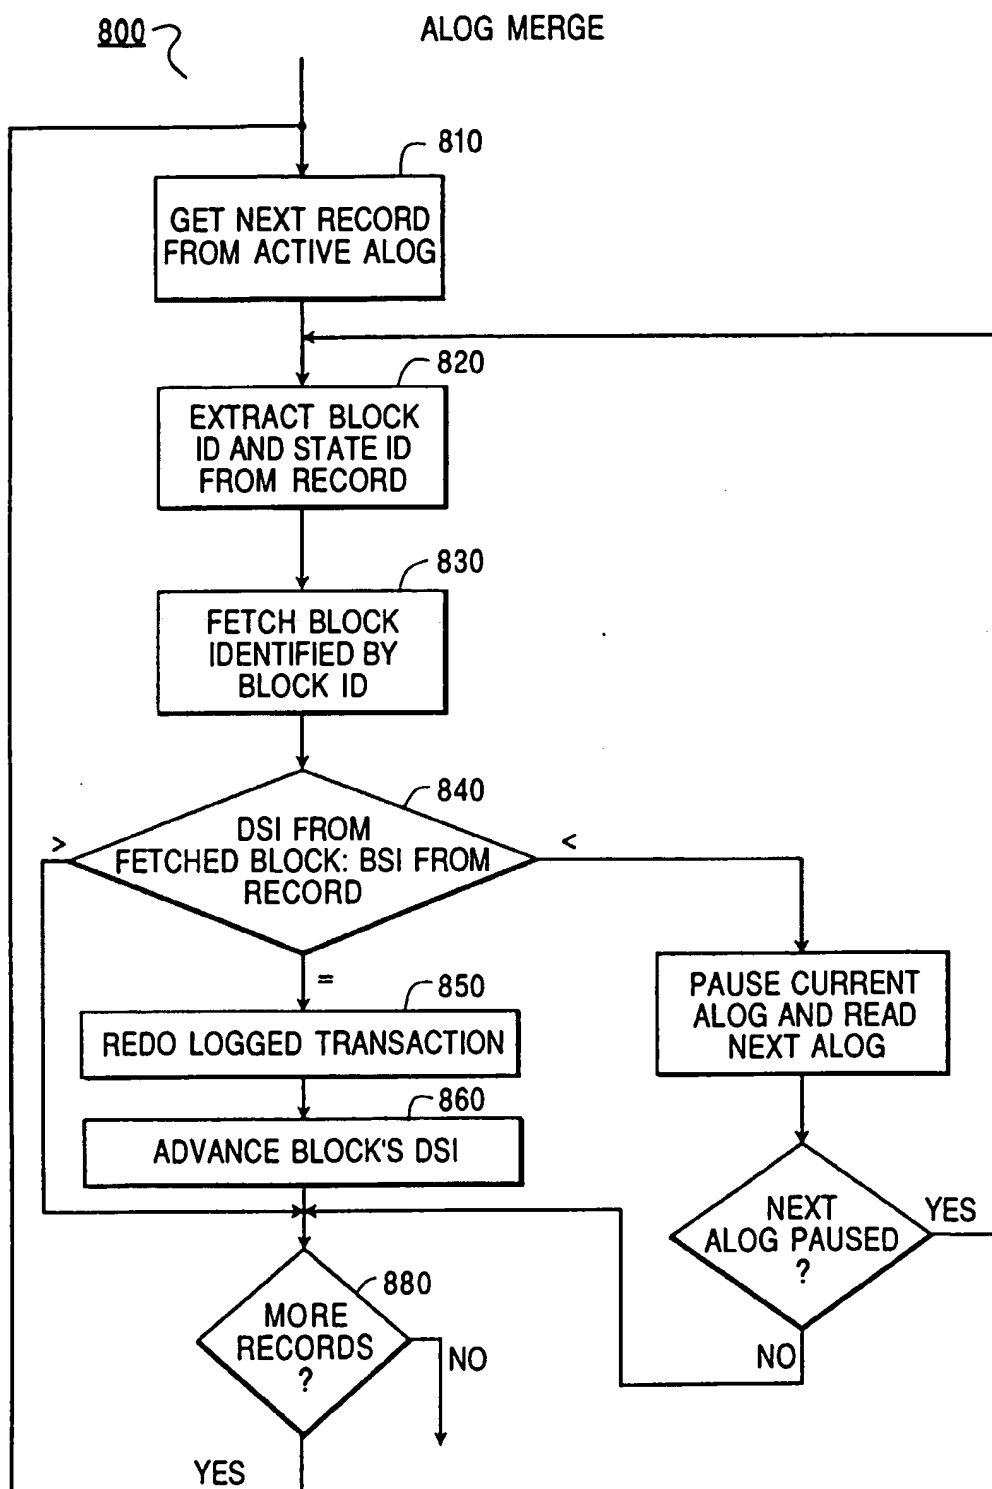 800
ALOG MERGE
810
GET NEXT RECORD
FROM ACTIVE ALOG
820
EXTRACT BLOCK
ID AND STATE ID
FROM RECORD
830
FETCH BLOCK
IDENTIFIED BY
BLOCK ID
840
>
<
DSI FROM
FETCHED BLOCK: BSI FROM
RECORD
=
850
REDO LOGGED TRANSACTION
PAUSE CURRENT
ALOG AND READ
NEXT ALOG
860
ADVANCE BLOCK'S DSI
NEXT
ALOG PAUSED
?
YES
NO
880
MORE
RECORDS
?
NO
YES